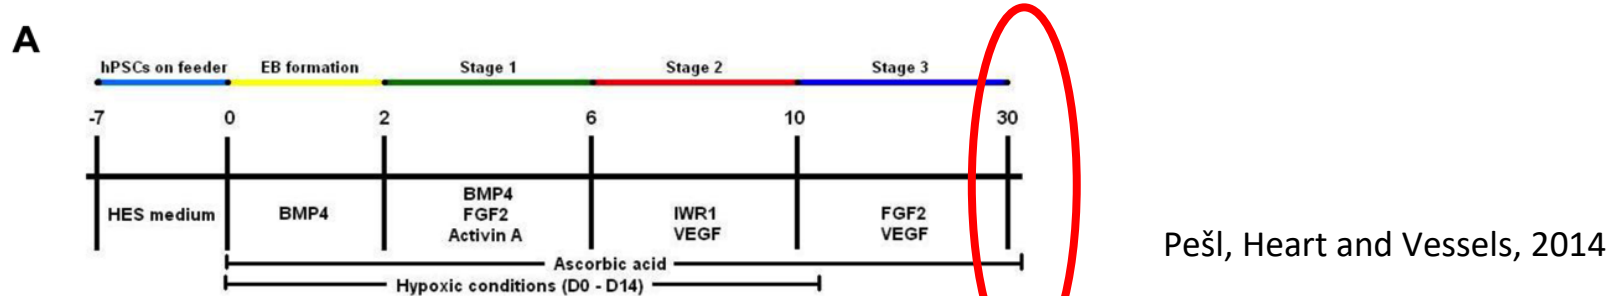 A
hPSCs on feeder EB formation Stage 1 Stage 2 Stage 3
-7 0 2 6 10 30
HES medium
BMP4
BMP4
FGF2
Activin A
IWR1
VEGF
FGF2
VEGF
Ascorbic acid
Hypoxic conditions (D0 - D14)
Pešl, Heart and Vessels, 2014